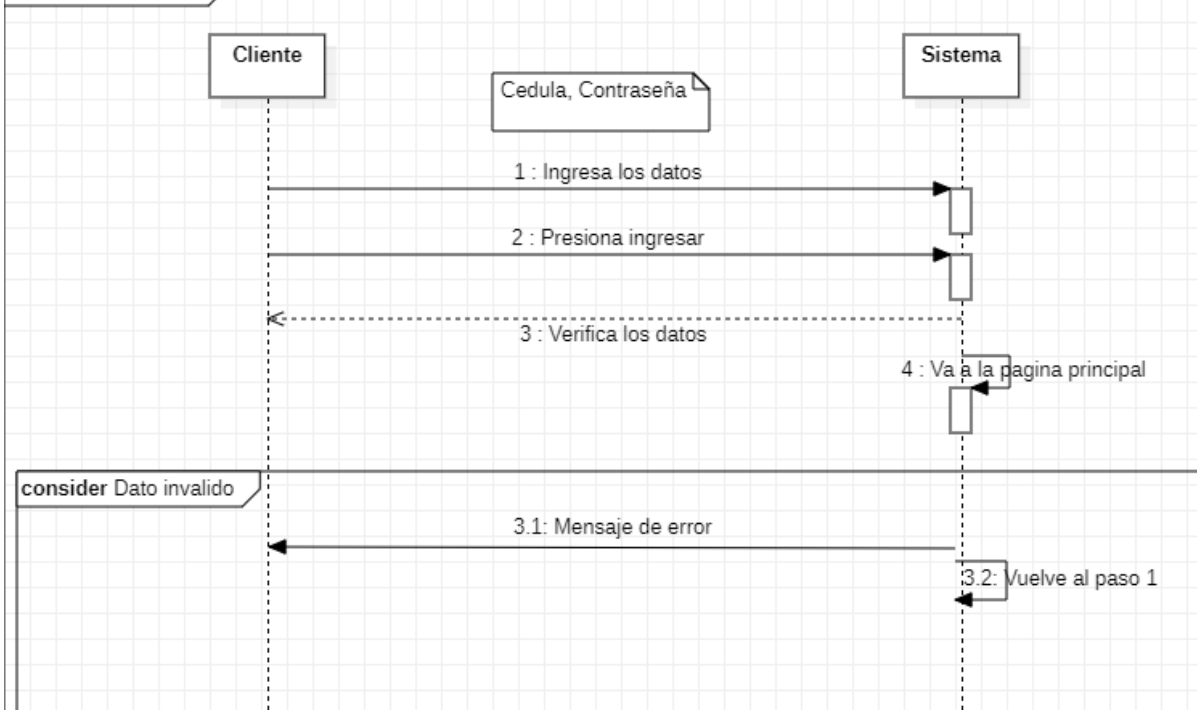 Cliente
Sistema
Cedula, Contraseña
1 : Ingresa los datos
2 : Presiona ingresar
3 : Verifica los datos
4 : Va a la pagina principal
consider Dato invalido
3.1: Mensaje de error
3.2: Vuelve al paso 1